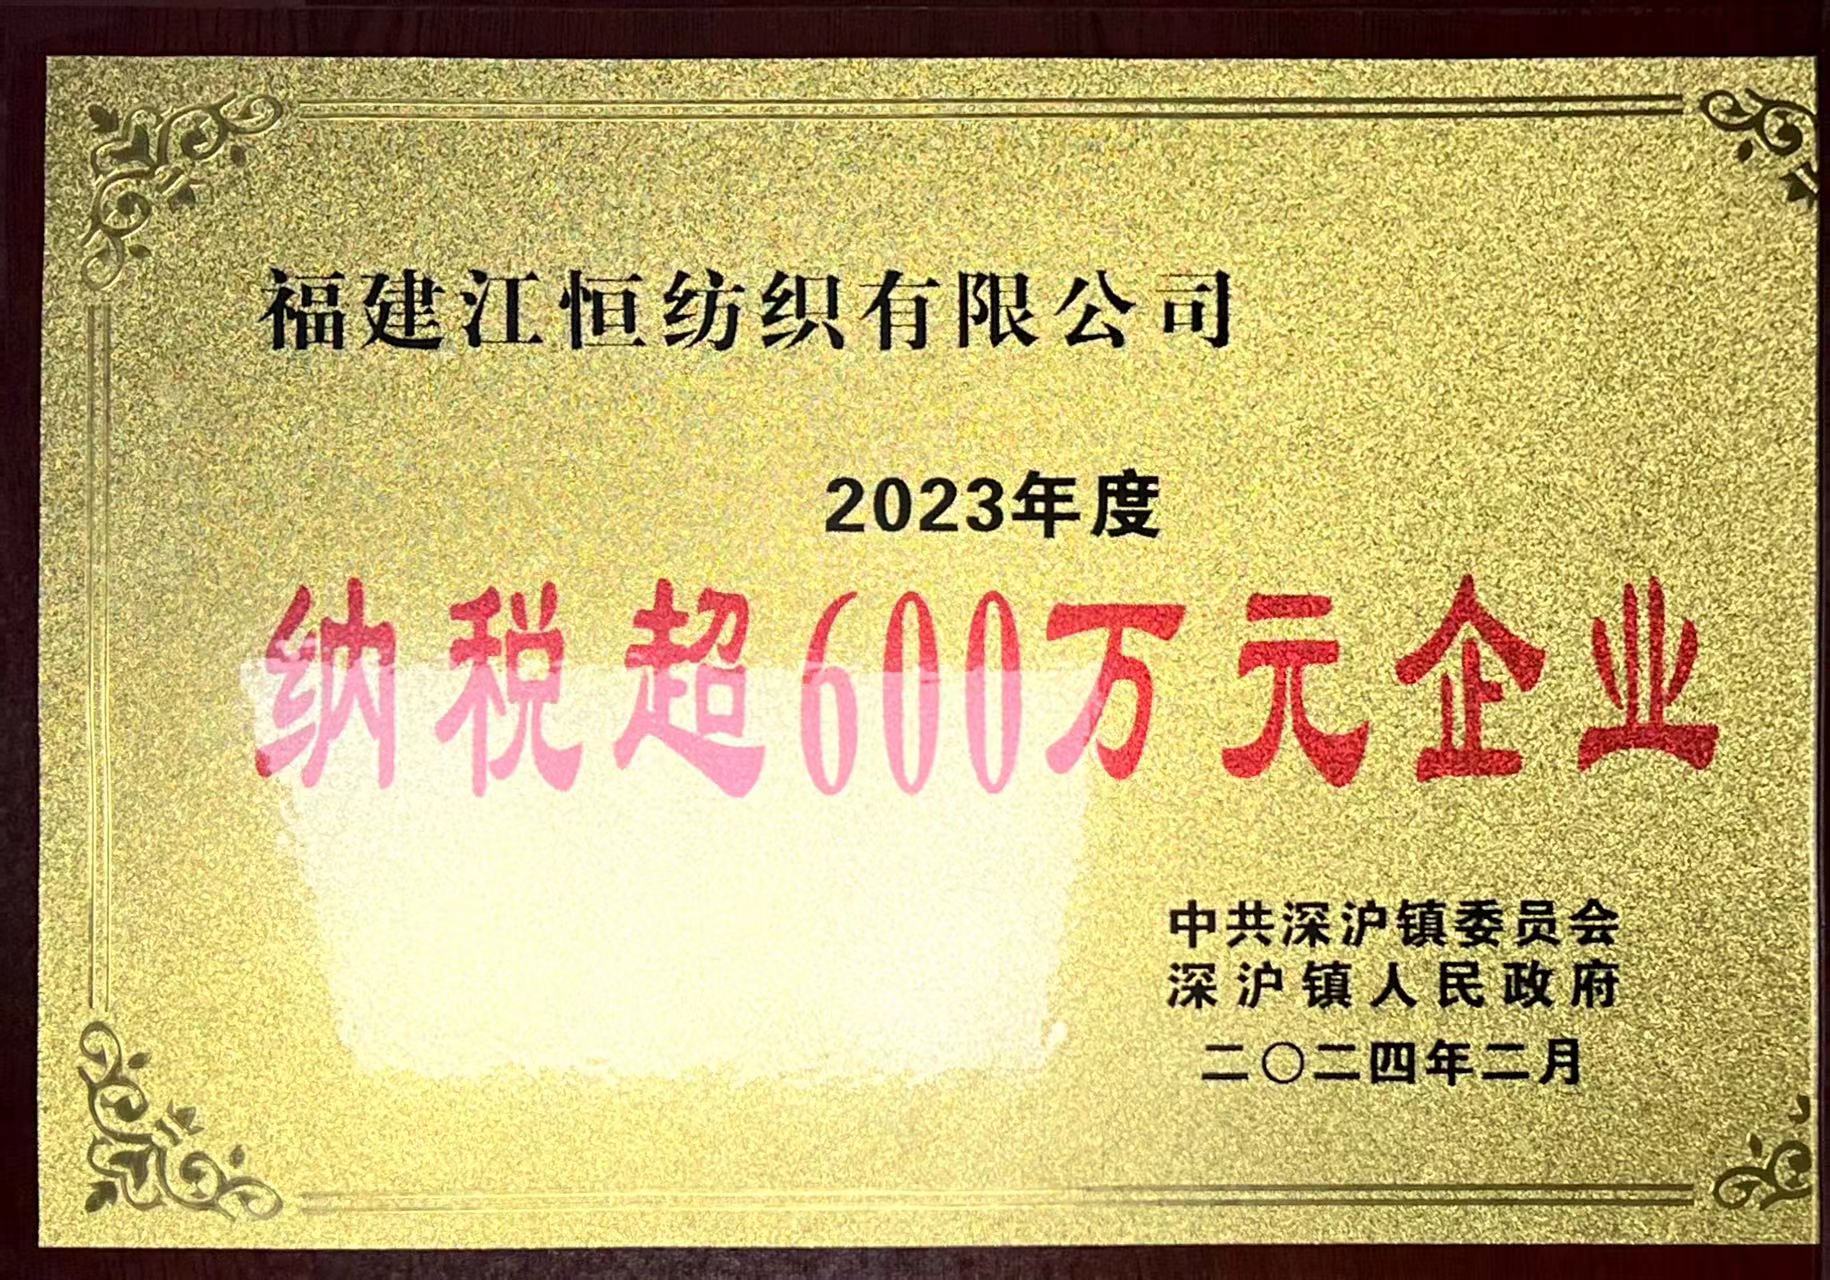 福建江恒纺织有限公司
2023年度
纳税超600万元企业
中共深沪镇委员会
深沪镇人民政府
二〇二四年二月